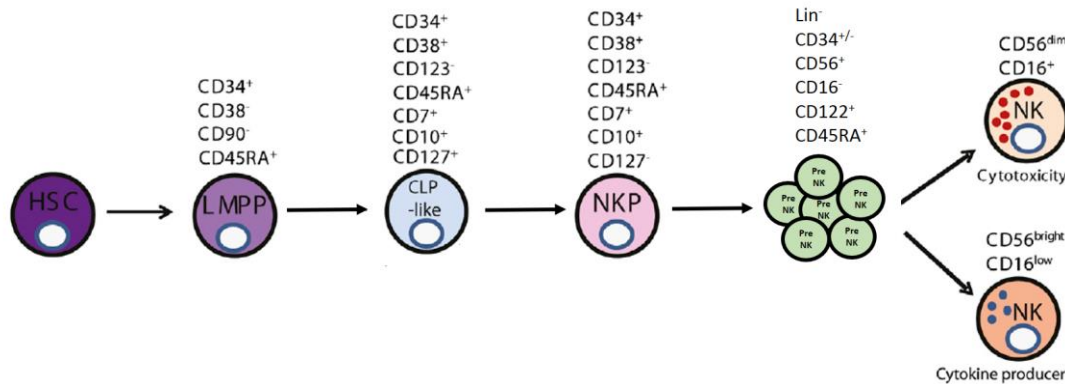 HSC
CD34⁺
CD38⁻
CD90⁻
CD45RA⁺
LMPP
CD34⁺
CD38⁺
CD123⁻
CD45RA⁺
CD7⁺
CD10⁺
CD127⁺
CLP
-like
CD34⁺
CD38⁺
CD123⁻
CD45RA⁺
CD7⁺
CD10⁺
CD127⁻
NKP
Lin⁻
CD34⁺/⁻
CD56⁺
CD16⁻
CD122⁺
CD45RA⁺
Pre
NK
Pre
NK
Pre
NK
Pre
NK
Pre
NK
Pre
NK
CD56ᵈⁱᵐ
CD16⁺
NK
Cytotoxicity
CD56ᵇʳⁱᵍʰᵗ
CD16ˡᵒʷ
NK
Cytokine producer